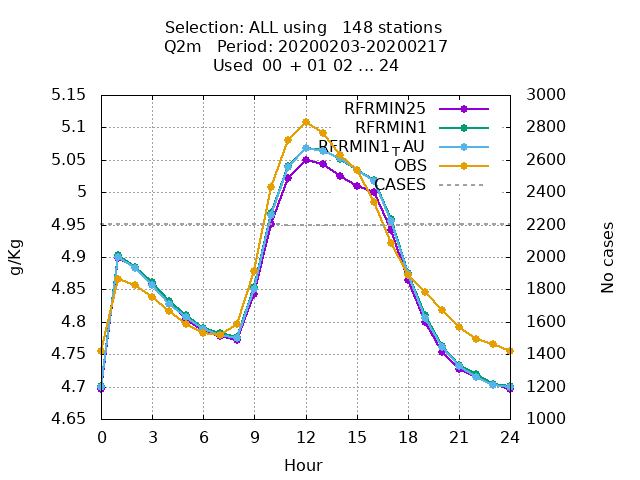 Selection: ALL using   148 stations
Q2m   Period: 20200203-20200217
Used  00  + 01 02 ... 24
5.15
5.1
5.05
5
4.95
4.9
4.85
4.8
4.75
4.7
4.65
g/Kg
RFRMIN25
RFRMIN1
RFRMIN1┬AU
OBS
CASES
3000
2800
2600
2400
2200
2000
1800
1600
1400
1200
1000
No cases
0 3 6 9 12 15 18 21 24
Hour